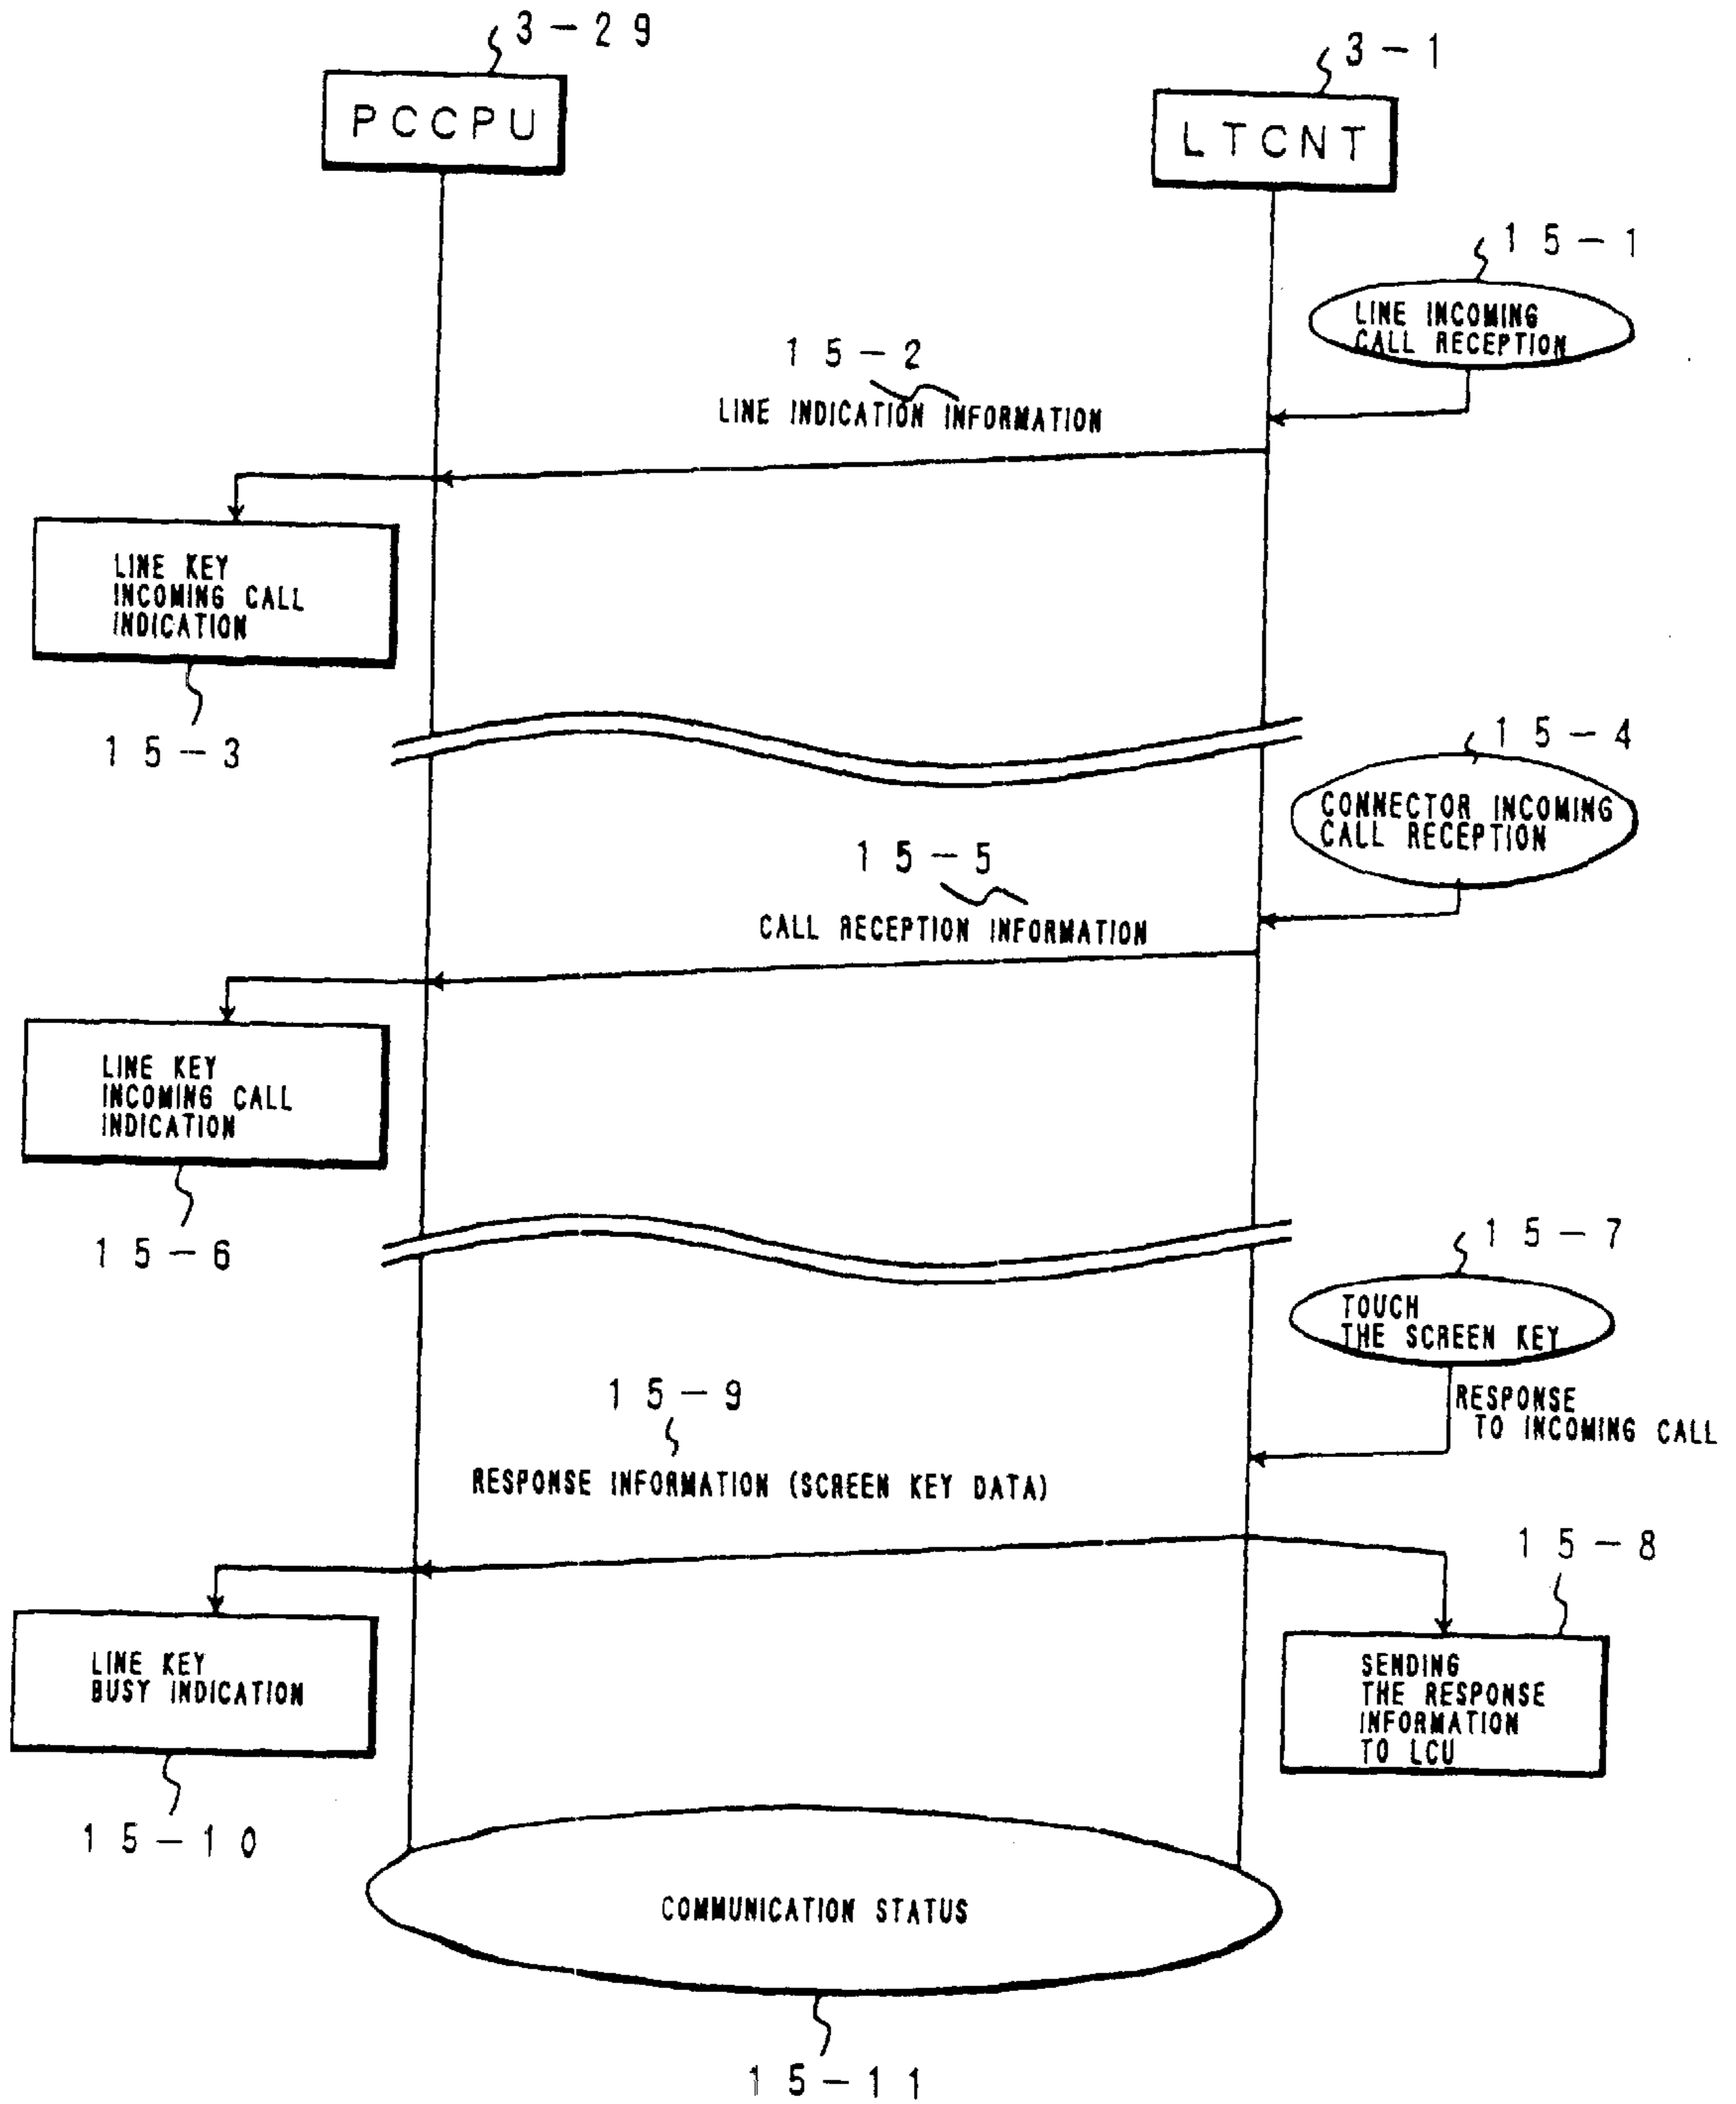 3-29
3-1
PCCPU
LTCNT
15-1
LINE INCOMING
CALL RECEPTION
15-2
LINE INDICATION INFORMATION
LINE KEY
INCOMING CALL
INDICATION
15-3
15-4
CONNECTOR INCOMING
CALL RECEPTION
15-5
CALL RECEPTION INFORMATION
LINE KEY
INCOMING CALL
INDICATION
15-6
15-7
TOUCH
THE SCREEN KEY
RESPONSE
TO INCOMING CALL
15-9
RESPONSE INFORMATION (SCREEN KEY DATA)
15-8
LINE KEY
BUSY INDICATION
SENDING
THE RESPONSE
INFORMATION
TO LCU
15-10
COMMUNICATION STATUS
15-11